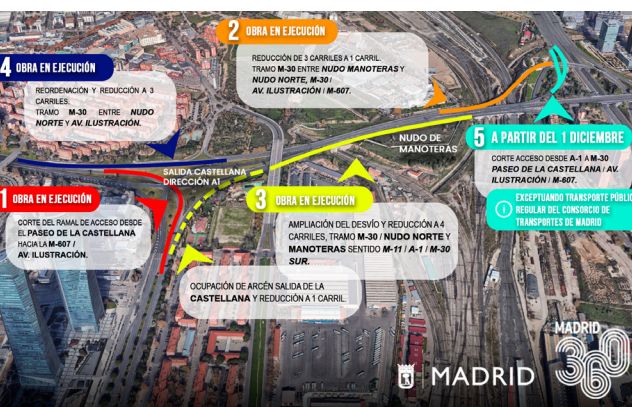 2 OBRA EN EJECUCIÓN
REDUCCIÓN DE 3 CARRILES A 1 CARRIL.
TRAMO M-30 ENTRE NUDO MANOTERAS Y
NUDO NORTE, M-30 /
AV. ILUSTRACIÓN / M-607.
4 OBRA EN EJECUCIÓN
REORDENACIÓN Y REDUCCIÓN A 3
CARRILES.
TRAMO M-30 ENTRE NUDO
NORTE Y AV. ILUSTRACIÓN.
NUDO DE
MANOTERAS
5 A PARTIR DEL 1 DICIEMBRE
CORTE ACCESO DESDE A-1 A M-30
PASEO DE LA CASTELLANA / AV.
ILUSTRACIÓN / M-607.
i EXCEPTUANDO TRANSPORTE PÚBLI
REGULAR DEL CONSORCIO DE
TRANSPORTES DE MADRID
SALIDA CASTELLANA
DIRECCIÓN A1
1 OBRA EN EJECUCIÓN
CORTE DEL RAMAL DE ACCESO DESDE
EL PASEO DE LA CASTELLANA
HACIA LA M-607 /
AV. ILUSTRACIÓN.
3 OBRA EN EJECUCIÓN
AMPLIACIÓN DEL DESVÍO Y REDUCCIÓN A 4
CARRILES, TRAMO M-30 / NUDO NORTE Y
MANOTERAS SENTIDO M-11 / A-1 / M-30
SUR.
OCUPACIÓN DE ARCÉN SALIDA DE LA
CASTELLANA Y REDUCCIÓN A 1 CARRIL.
MADRID
MADRID
360